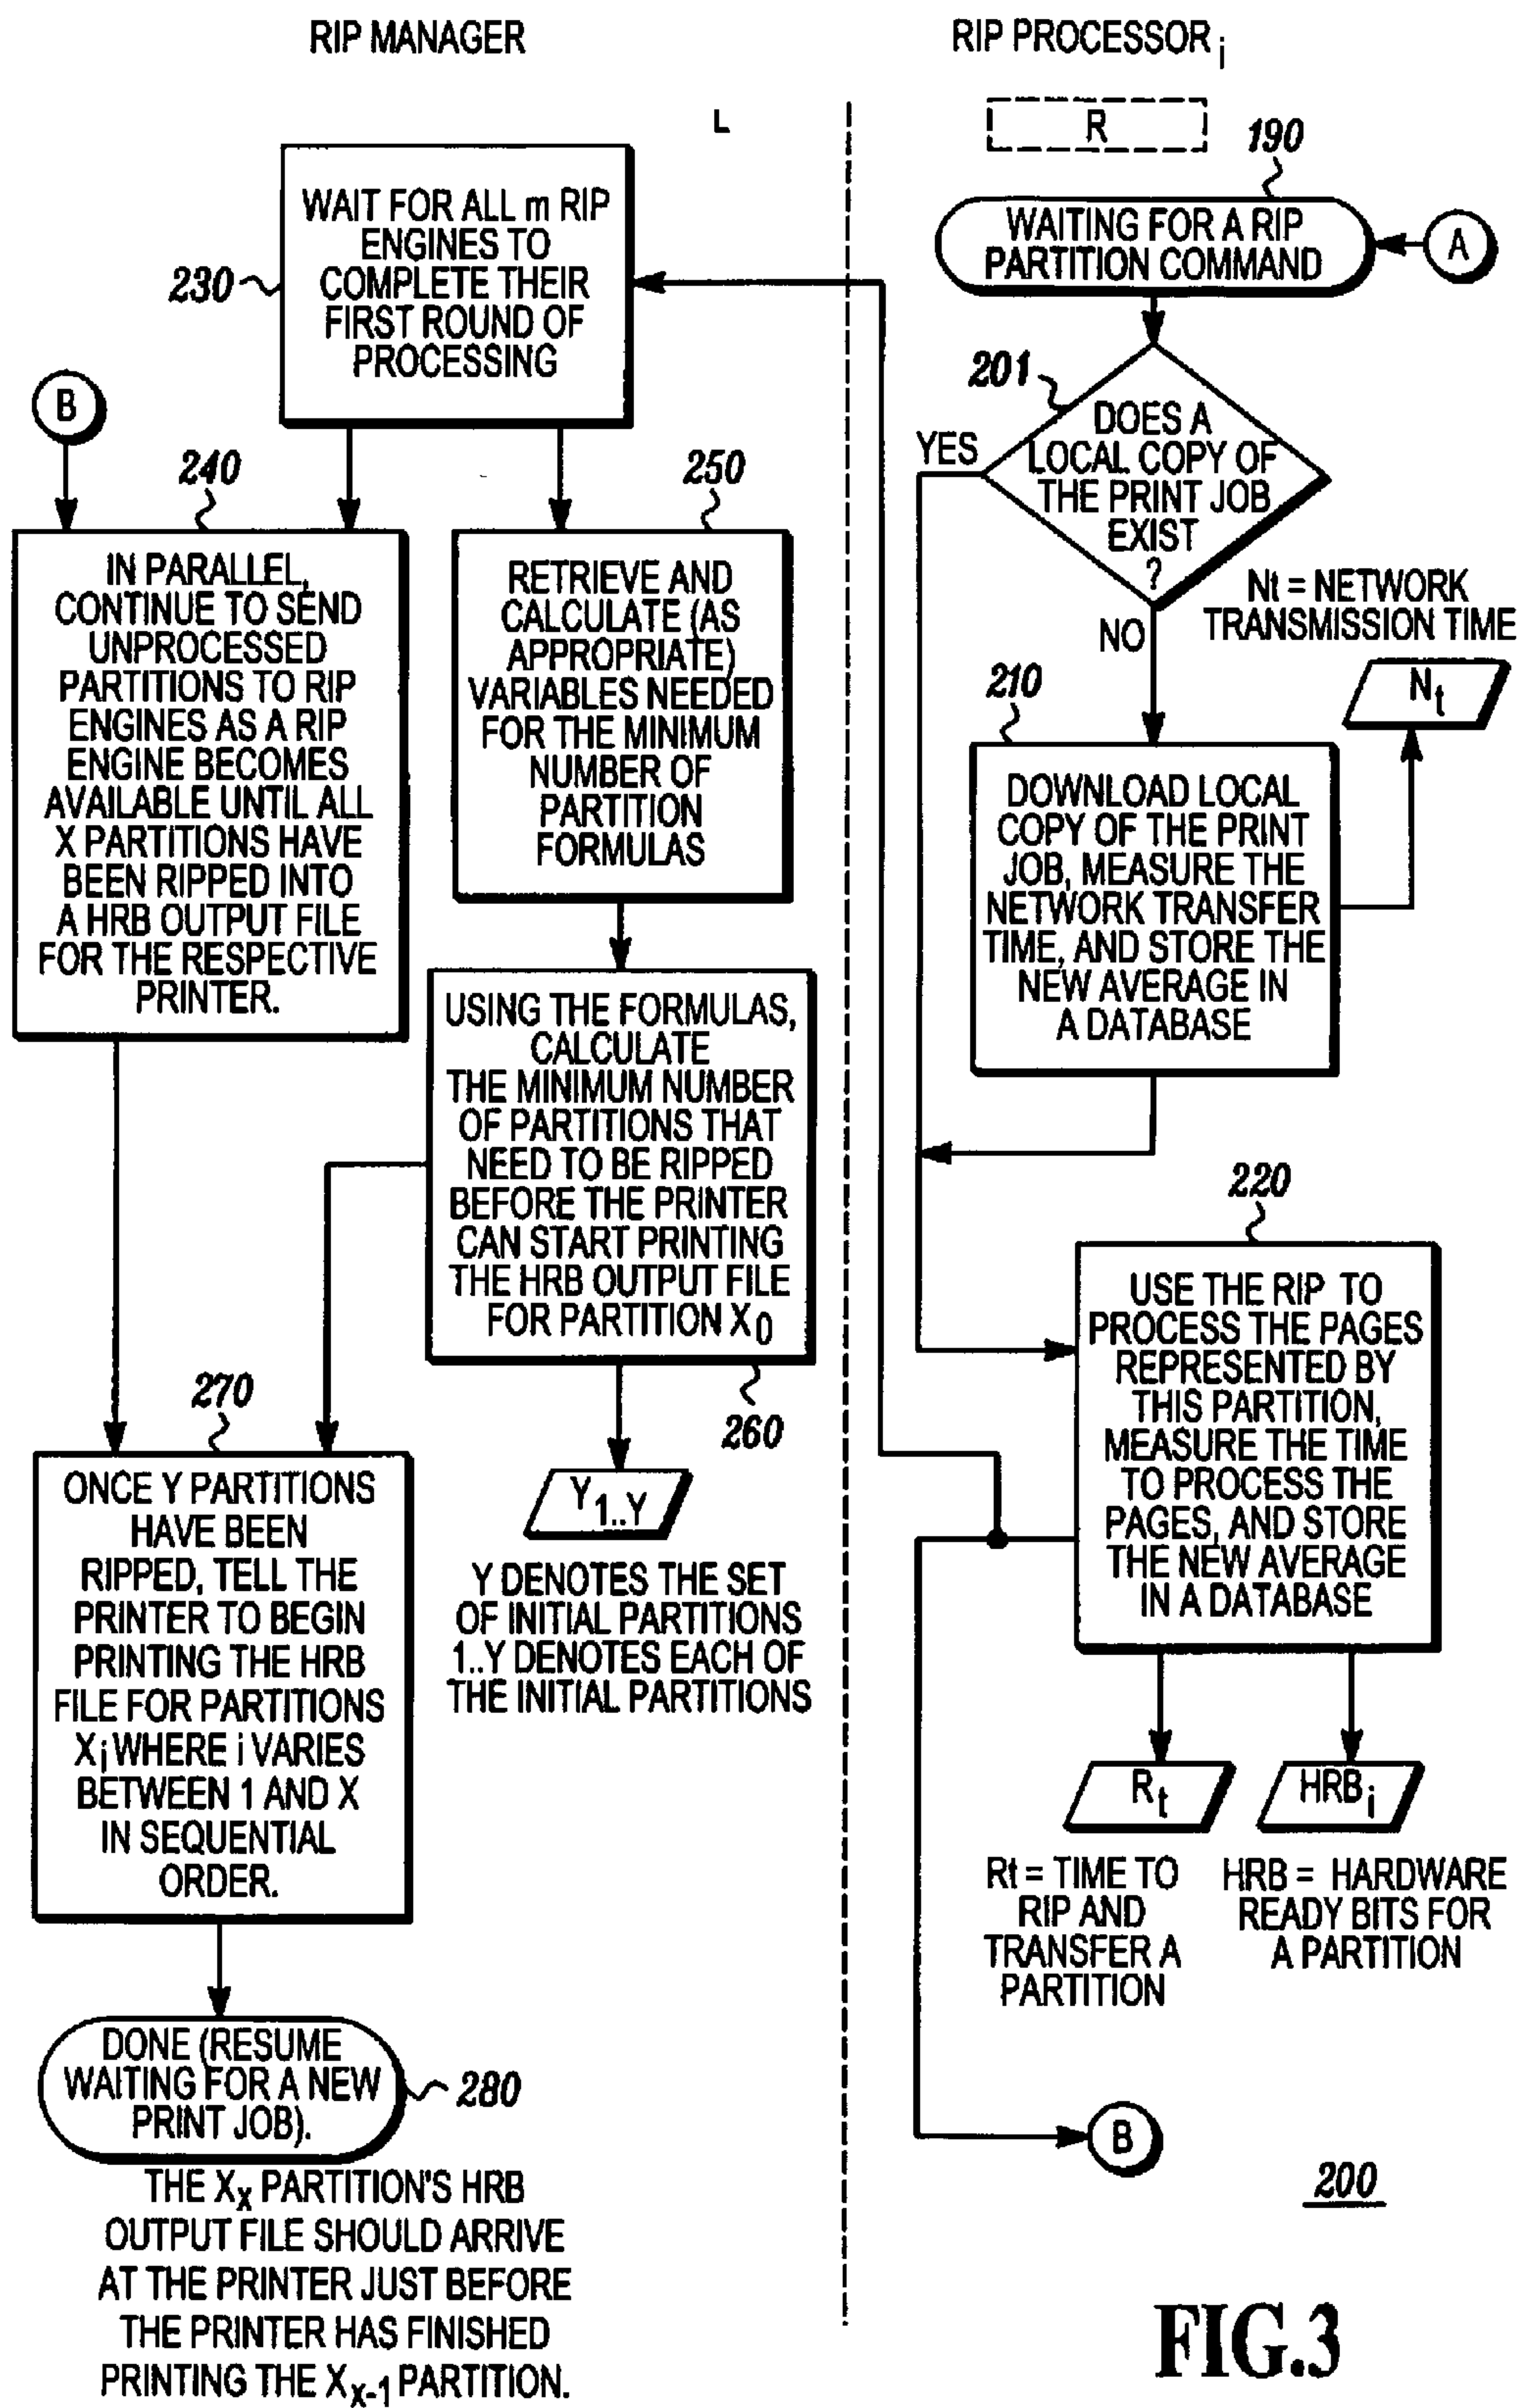 RIP MANAGER
L
WAIT FOR ALL m RIP
ENGINES TO
COMPLETE THEIR
FIRST ROUND OF
PROCESSING
230
B
240
IN PARALLEL,
CONTINUE TO SEND
UNPROCESSED
PARTITIONS TO RIP
ENGINES AS A RIP
ENGINE BECOMES
AVAILABLE UNTIL ALL
X PARTITIONS HAVE
BEEN RIPPED INTO
A HRB OUTPUT FILE
FOR THE RESPECTIVE
PRINTER.
250
RETRIEVE AND
CALCULATE (AS
APPROPRIATE)
VARIABLES NEEDED
FOR THE MINIMUM
NUMBER OF
PARTITION
FORMULAS
USING THE FORMULAS,
CALCULATE
THE MINIMUM NUMBER
OF PARTITIONS THAT
NEED TO BE RIPPED
BEFORE THE PRINTER
CAN START PRINTING
THE HRB OUTPUT FILE
FOR PARTITION X0
260
Y1..Y
Y DENOTES THE SET
OF INITIAL PARTITIONS
1..Y DENOTES EACH OF
THE INITIAL PARTITIONS
270
ONCE Y PARTITIONS
HAVE BEEN
RIPPED, TELL THE
PRINTER TO BEGIN
PRINTING THE HRB
FILE FOR PARTITIONS
Xi WHERE i VARIES
BETWEEN 1 AND X
IN SEQUENTIAL
ORDER.
DONE (RESUME
WAITING FOR A NEW
PRINT JOB).
280
THE Xx PARTITION'S HRB
OUTPUT FILE SHOULD ARRIVE
AT THE PRINTER JUST BEFORE
THE PRINTER HAS FINISHED
PRINTING THE Xx-1 PARTITION.
RIP PROCESSOR i
R
190
WAITING FOR A RIP
PARTITION COMMAND
A
201
DOES A
LOCAL COPY OF
THE PRINT JOB
EXIST
?
YES
NO
Nt = NETWORK
TRANSMISSION TIME
Nt
210
DOWNLOAD LOCAL
COPY OF THE PRINT
JOB, MEASURE THE
NETWORK TRANSFER
TIME, AND STORE THE
NEW AVERAGE IN
A DATABASE
220
USE THE RIP TO
PROCESS THE PAGES
REPRESENTED BY
THIS PARTITION,
MEASURE THE TIME
TO PROCESS THE
PAGES, AND STORE
THE NEW AVERAGE
IN A DATABASE
Rt
HRBi
Rt = TIME TO
RIP AND
TRANSFER A
PARTITION
HRB = HARDWARE
READY BITS FOR
A PARTITION
B
200
FIG.3